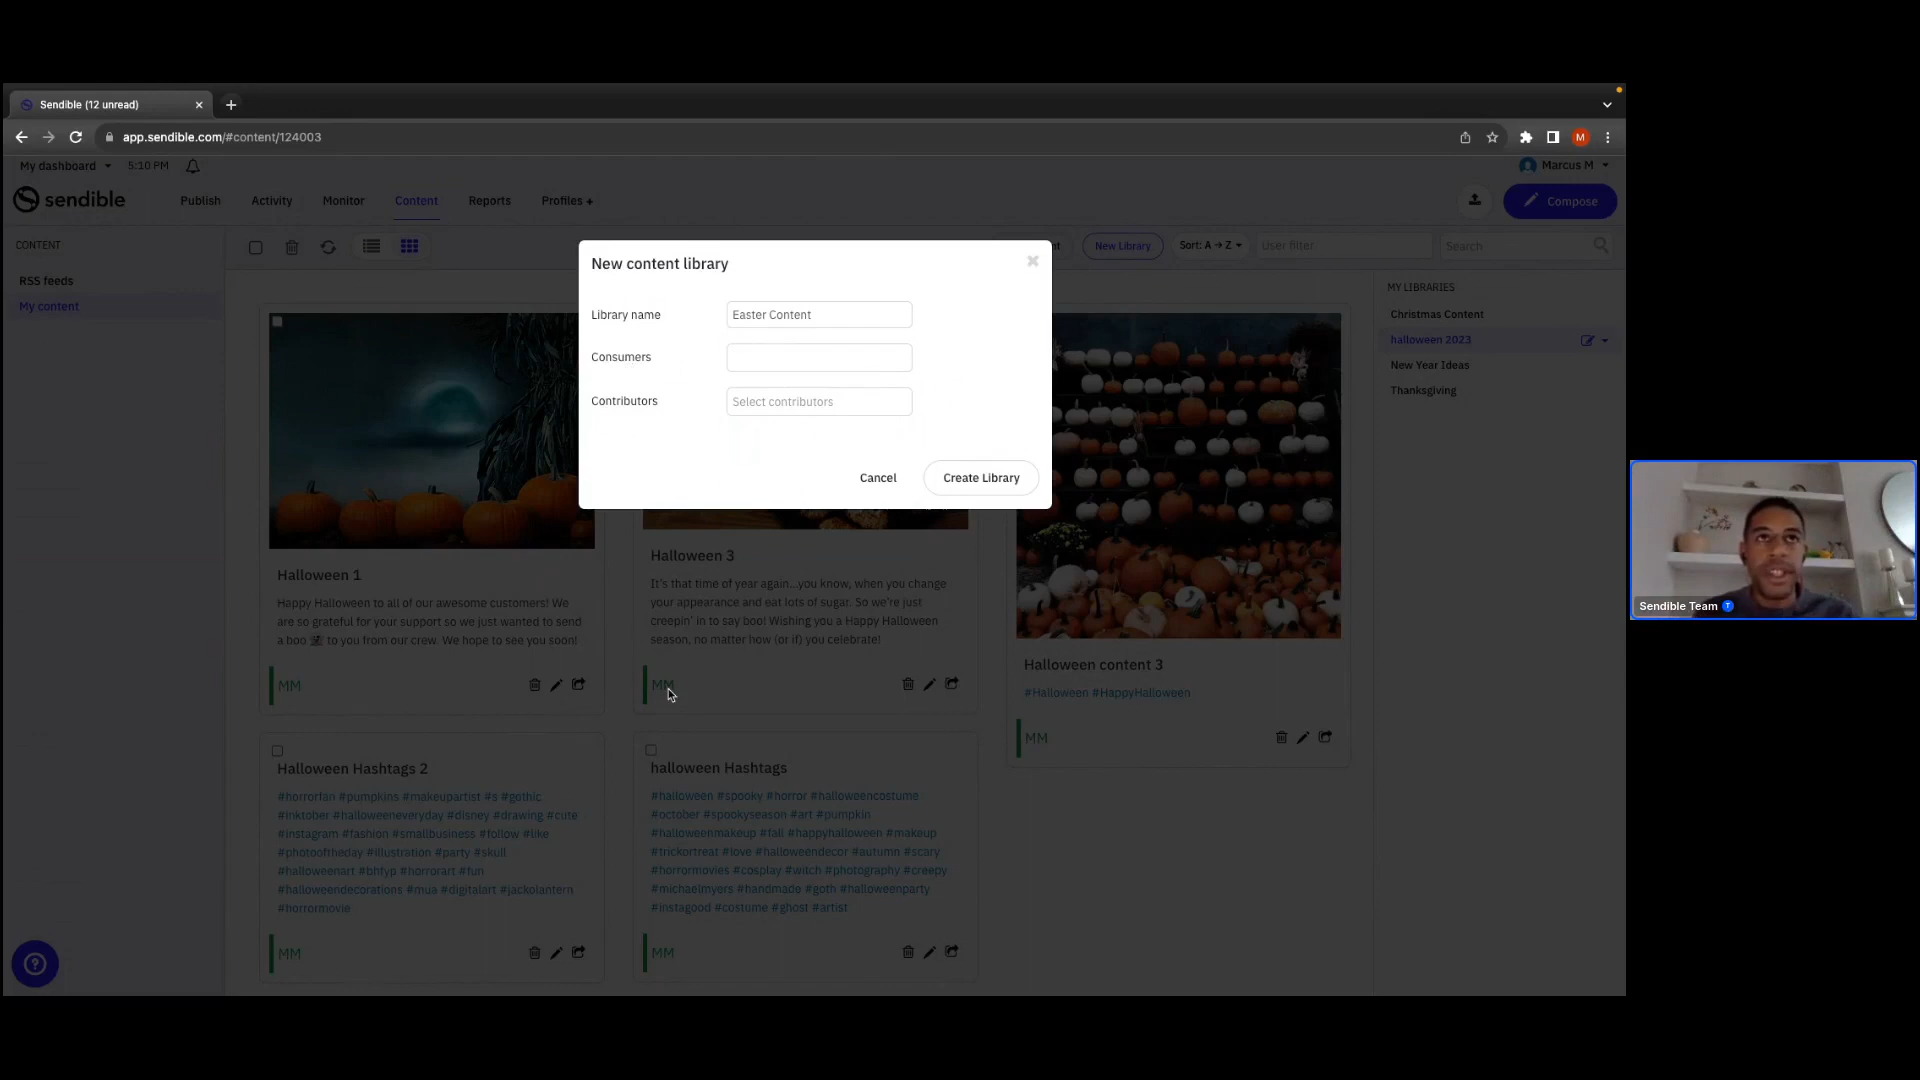 Sendible (12 unread)
app.sendible.com/#content/124003
My dashboard
5:10 PM
Marcus M
sendible
Publish
Activity
Monitor
Content
Reports
Profiles +
Compose
CONTENT
RSS feeds
My content
New Library
Sort: A → Z
User filter
Search
New content library
Library name
Easter Content
Consumers
Contributors
Select contributors
Cancel
Create Library
MY LIBRARIES
Christmas Content
halloween 2023
New Year Ideas
Thanksgiving
Halloween 1
Happy Halloween to all of our awesome customers! We
are so grateful for your support so we just wanted to send
a boo to you from our crew. We hope to see you soon!
MM
Halloween 3
It's that time of year again...you know, when you change
your appearance and eat lots of sugar. So we're just
creepin' in to say boo! Wishing you a Happy Halloween
season, no matter how (or if) you celebrate!
MM
Halloween content 3
#Halloween #HappyHalloween
MM
Halloween Hashtags 2
#horrorfan #pumpkins #makeupartist #s #gothic
#inktober #halloweeneveryday #disney #drawing #cute
#instagram #fashion #smallbusiness #follow #like
#photooftheday #illustration #party #skull
#halloweenart #bhfyp #horrorart #fun
#halloweendecorations #mua #digitalart #jackolantern
#horrormovie
MM
halloween Hashtags
#halloween #spooky #horror #halloweencostume
#october #spookyseason #art #pumpkin
#halloweenmakeup #fall #happyhalloween #makeup
#trickortreat #love #halloweendecor #autumn #scary
#horrormovies #cosplay #witch #photography #creepy
#michaelmyers #handmade #goth #halloweenparty
#instagood #costume #ghost #artist
MM
Sendible Team
T
M